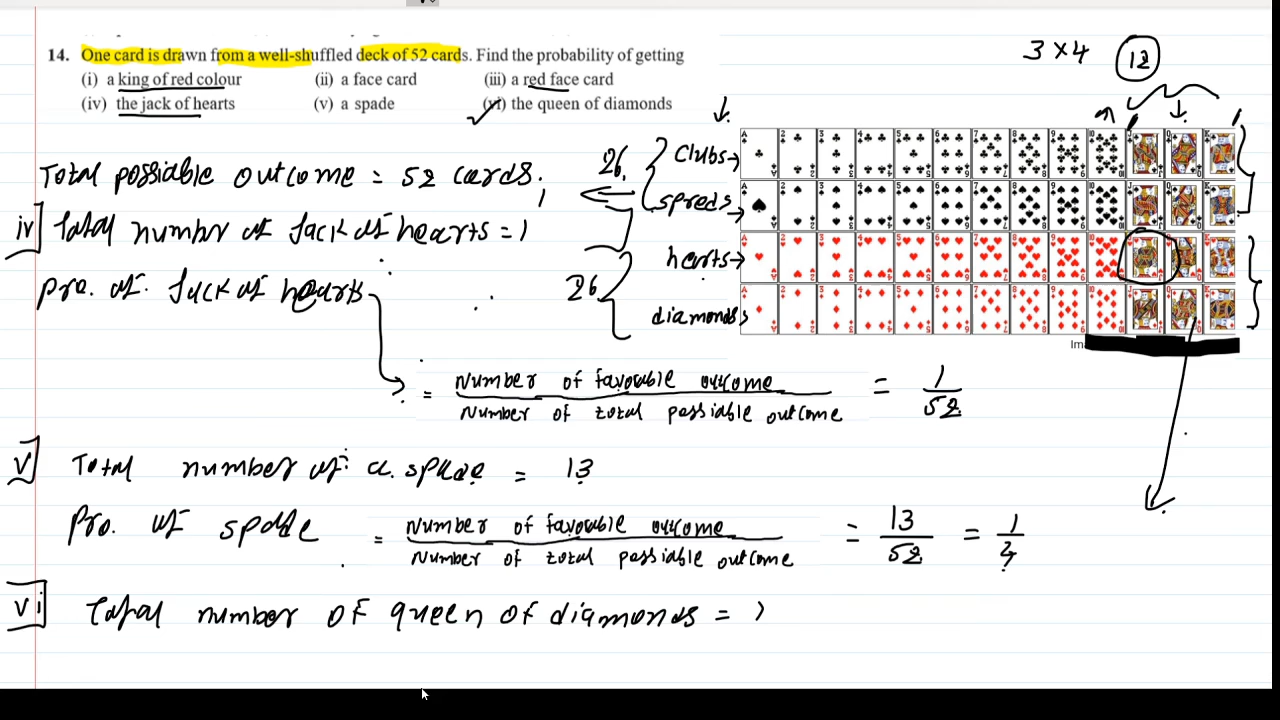 14. One card is drawn from a well-shuffled deck of 52 cards. Find the probability of getting
(i) a king of red colour (ii) a face card (iii) a red face card
(iv) the jack of hearts (v) a spade (vi) the queen of diamonds
3 x 4 12
Total possiable outcome = 52 cards.
26 clubs
spreds
hearts
26 diamonds
iv] Total number of Jack of hearts = 1
Pro. of. Jack of hearts
= Number of favouble outcome = 1
Number of total possiable outcome 52
v] Total number of a spade = 13
Pro. of spade = Number of favouble outcome = 13 = 1
Number of total possiable outcome 52 4
vi] Total number of queen of diamonds = 1